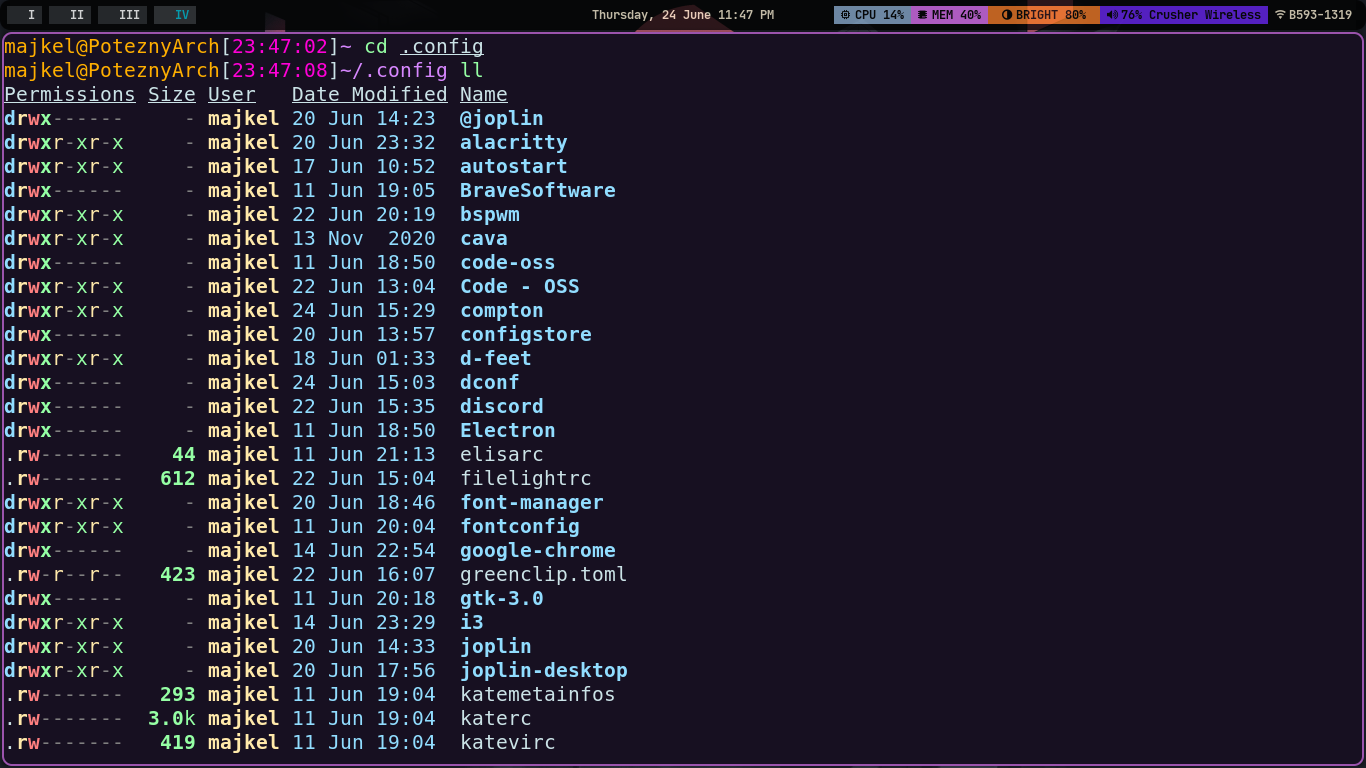 I II III IV Thursday, 24 June 11:47 PM CPU 14% MEM 40% BRIGHT 80% 76% Crusher Wireless B593-1319
majkel@PoteznyArch[23:47:02]~ cd .config
majkel@PoteznyArch[23:47:08]~/.config ll
Permissions Size User   Date Modified Name
drwx------     - majkel 20 Jun 14:23  @joplin
drwxr-xr-x     - majkel 20 Jun 23:32  alacritty
drwxr-xr-x     - majkel 17 Jun 10:52  autostart
drwx------     - majkel 11 Jun 19:05  BraveSoftware
drwxr-xr-x     - majkel 22 Jun 20:19  bspwm
drwxr-xr-x     - majkel 13 Nov  2020  cava
drwx------     - majkel 11 Jun 18:50  code-oss
drwx------     - majkel 22 Jun 13:04  Code - OSS
drwxr-xr-x     - majkel 24 Jun 15:29  compton
drwx------     - majkel 20 Jun 13:57  configstore
drwxr-xr-x     - majkel 18 Jun 01:33  d-feet
drwx------     - majkel 24 Jun 15:03  dconf
drwx------     - majkel 22 Jun 15:35  discord
drwx------     - majkel 11 Jun 18:50  Electron
.rw-------    44 majkel 11 Jun 21:13  elisarc
.rw-------   612 majkel 22 Jun 15:04  filelightrc
drwxr-xr-x     - majkel 20 Jun 18:46  font-manager
drwxr-xr-x     - majkel 11 Jun 20:04  fontconfig
drwx------     - majkel 14 Jun 22:54  google-chrome
.rw-r--r--   423 majkel 22 Jun 16:07  greenclip.toml
drwx------     - majkel 11 Jun 20:18  gtk-3.0
drwxr-xr-x     - majkel 14 Jun 23:29  i3
drwxr-xr-x     - majkel 20 Jun 14:33  joplin
drwxr-xr-x     - majkel 20 Jun 17:56  joplin-desktop
.rw-------   293 majkel 11 Jun 19:04  katemetainfos
.rw-------  3.0k majkel 11 Jun 19:04  katerc
.rw-------   419 majkel 11 Jun 19:04  katevirc